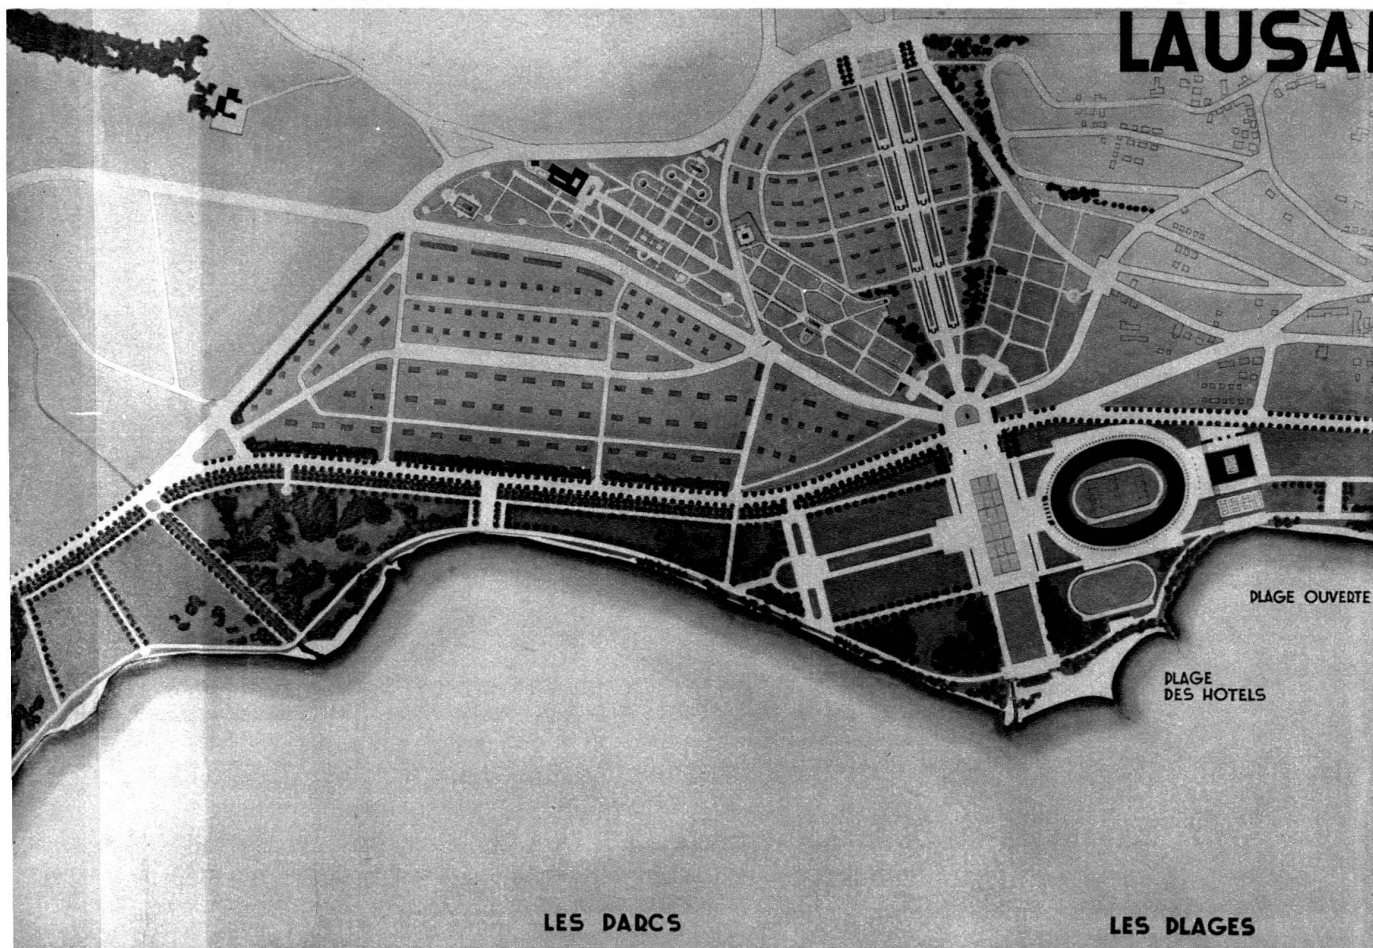 LAUSA
PLAGE OUVERTE
PLAGE
DES HOTELS
LES PARCS
LES PLAGES